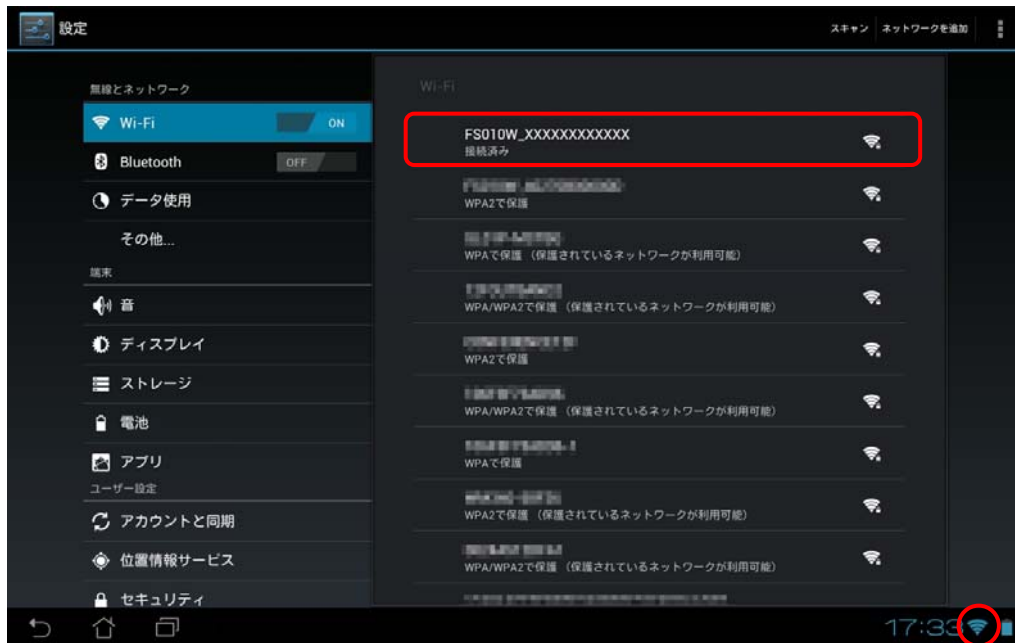 設定
スキャン ネットワークを追加
無線とネットワーク
Wi-Fi ON
Bluetooth OFF
データ使用
その他...
端末
音
ディスプレイ
ストレージ
電池
アプリ
ユーザー設定
アカウントと同期
位置情報サービス
セキュリティ
Wi-Fi
FS010W_XXXXXXXXXXXX
接続済み
WPA2で保護
WPAで保護（保護されているネットワークが利用可能）
WPA/WPA2で保護（保護されているネットワークが利用可能）
WPA2で保護
WPA/WPA2で保護（保護されているネットワークが利用可能）
WPAで保護
WPA2で保護（保護されているネットワークが利用可能）
WPA/WPA2で保護（保護されているネットワークが利用可能）
17:33